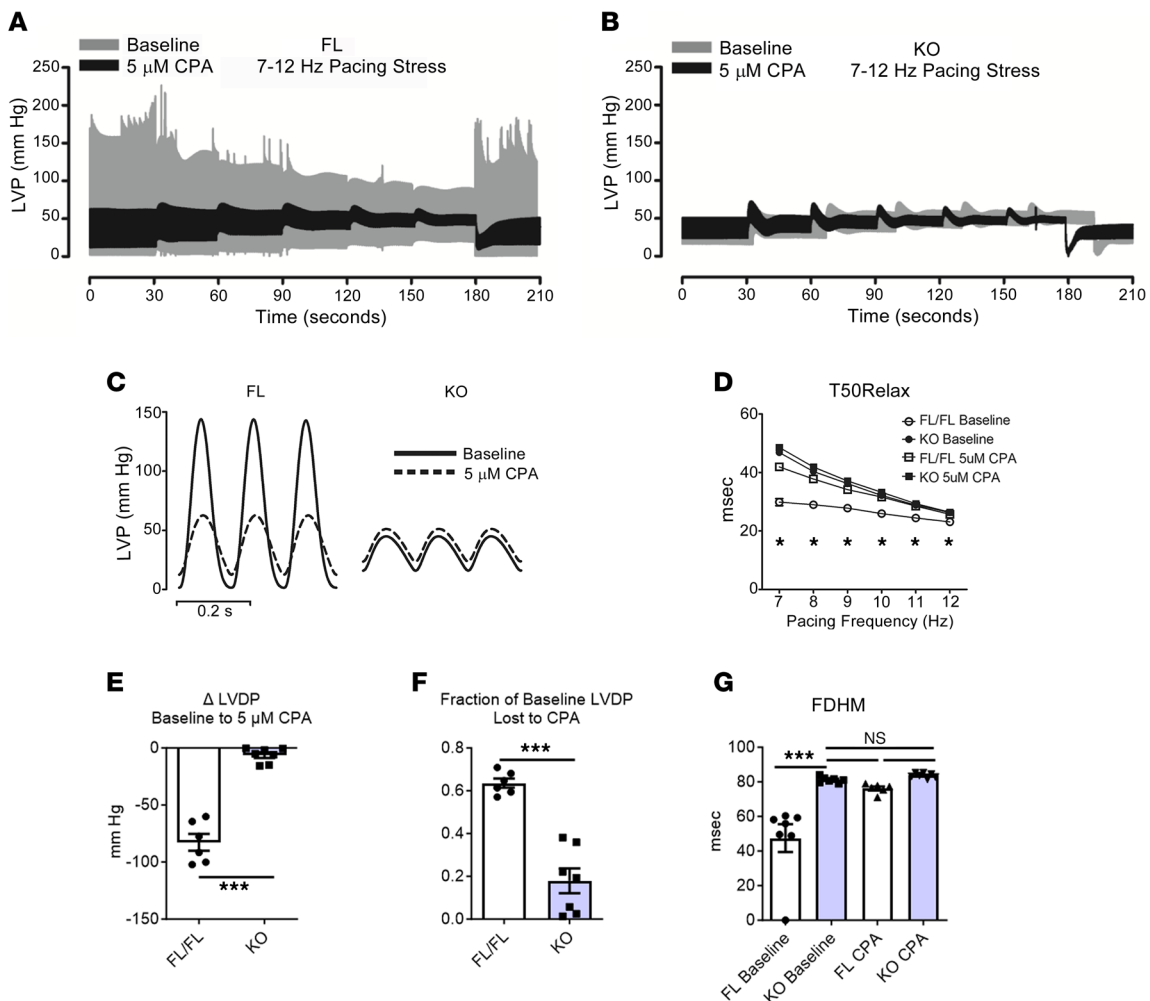 A
Baseline
5 μM CPA
FL
7-12 Hz Pacing Stress
LVP (mm Hg)
250
200
150
100
50
0
0 30 60 90 120 150 180 210
Time (seconds)
B
Baseline
5 μM CPA
KO
7-12 Hz Pacing Stress
LVP (mm Hg)
250
200
150
100
50
0
0 30 60 90 120 150 180 210
Time (seconds)
C
FL
KO
LVP (mm Hg)
150
100
50
0
Baseline
5 μM CPA
0.2 s
D
T50Relax
msec
60
40
20
0
FL/FL Baseline
KO Baseline
FL/FL 5uM CPA
KO 5uM CPA
* * * * * *
7 8 9 10 11 12
Pacing Frequency (Hz)
E
Δ LVDP
Baseline to 5 μM CPA
mm Hg
0
-50
-100
-150
***
FL/FL
KO
F
Fraction of Baseline LVDP
Lost to CPA
0.8
0.6
0.4
0.2
0.0
***
FL/FL
KO
G
FDHM
msec
100
80
60
40
20
0
***
NS
FL Baseline
KO Baseline
FL CPA
KO CPA